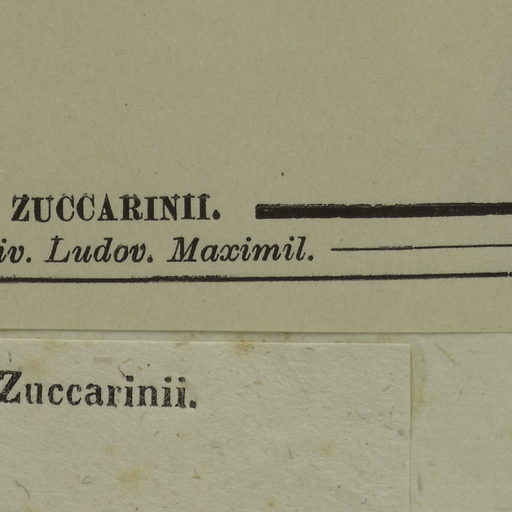 ZUCCARINII.
iv. Ludov. Maximil.
Zuccarinii.